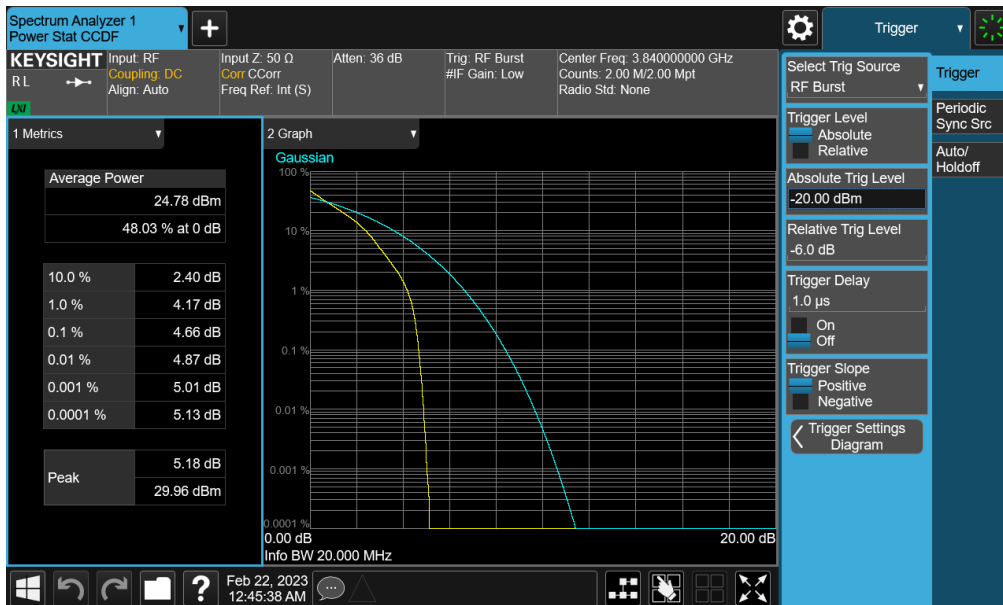 Spectrum Analyzer 1
Power Stat CCDF
+
Trigger
KEYSIGHT
R L
LXI
Input: RF
Coupling: DC
Align: Auto
Input Z: 50 Ω
Corr CCorr
Freq Ref: Int (S)
Atten: 36 dB
Trig: RF Burst
#IF Gain: Low
Center Freq: 3.840000000 GHz
Counts: 2.00 M/2.00 Mpt
Radio Std: None
1 Metrics
Average Power
24.78 dBm
48.03 % at 0 dB
10.0 % 2.40 dB
1.0 % 4.17 dB
0.1 % 4.66 dB
0.01 % 4.87 dB
0.001 % 5.01 dB
0.0001 % 5.13 dB
Peak
5.18 dB
29.96 dBm
2 Graph
Gaussian
100 %
10 %
1 %
0.1 %
0.01 %
0.001 %
0.0001 %
0.00 dB 20.00 dB
Info BW 20.000 MHz
Select Trig Source
RF Burst
Trigger Level
Absolute
Relative
Absolute Trig Level
-20.00 dBm
Relative Trig Level
-6.0 dB
Trigger Delay
1.0 µs
On
Off
Trigger Slope
Positive
Negative
Trigger Settings
Diagram
Trigger
Periodic
Sync Src
Auto/
Holdoff
?
Feb 22, 2023
12:45:38 AM